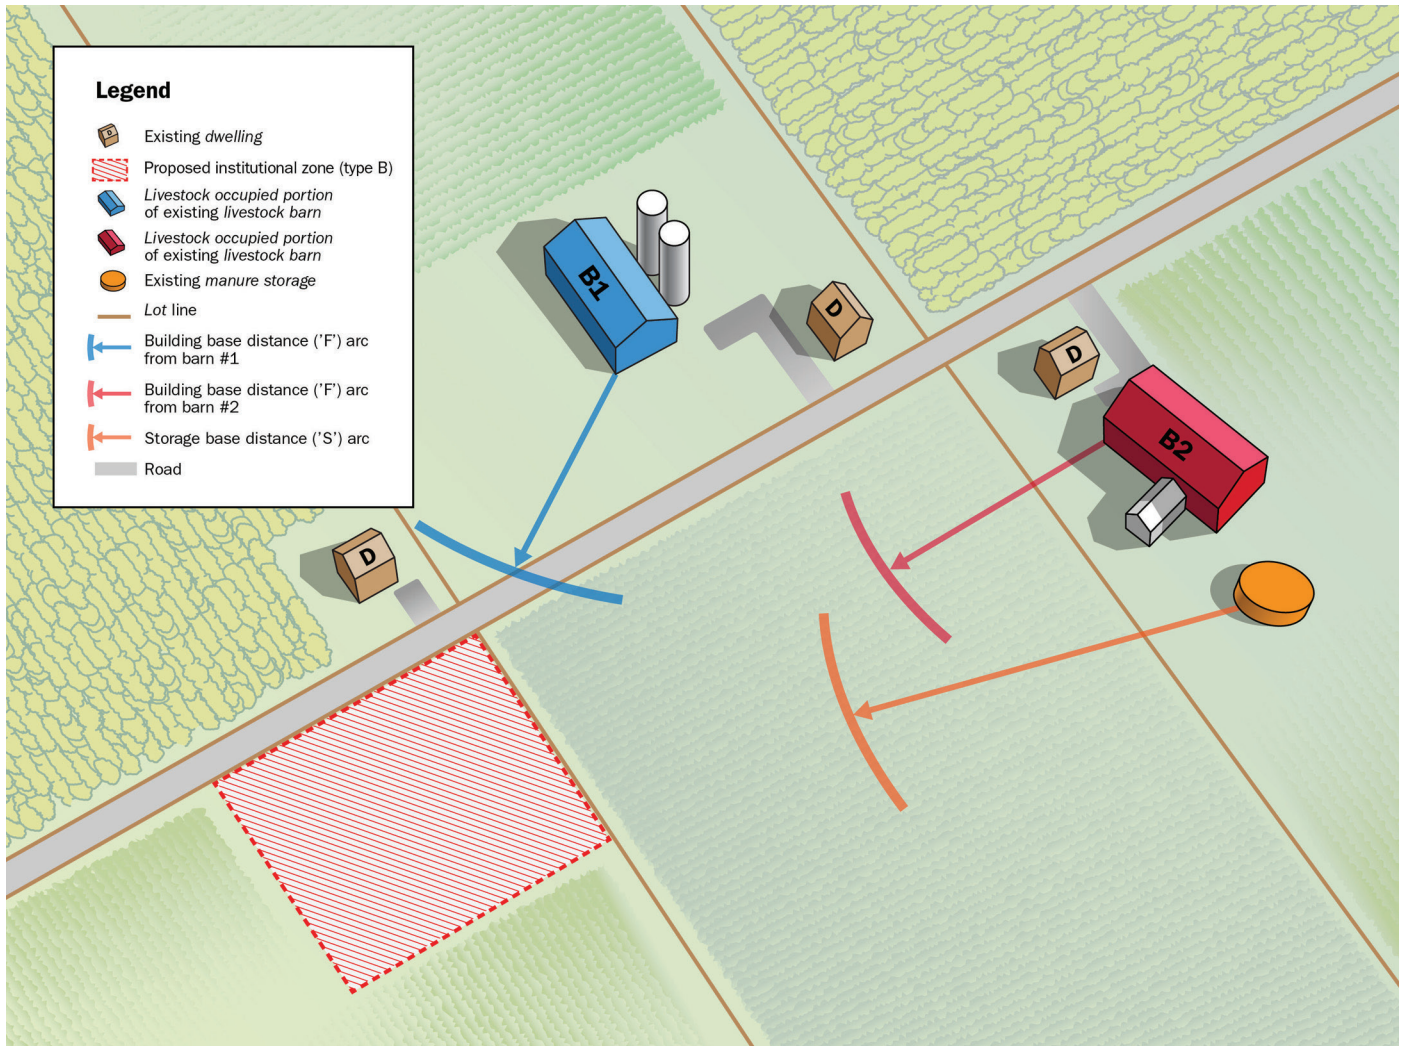 Legend
D
Existing dwelling
Proposed institutional zone (type B)
Livestock occupied portion
of existing livestock barn
Livestock occupied portion
of existing livestock barn
Existing manure storage
Lot line
Building base distance ('F') arc
from barn #1
Building base distance ('F') arc
from barn #2
Storage base distance ('S') arc
Road
B1
D
D
B2
D